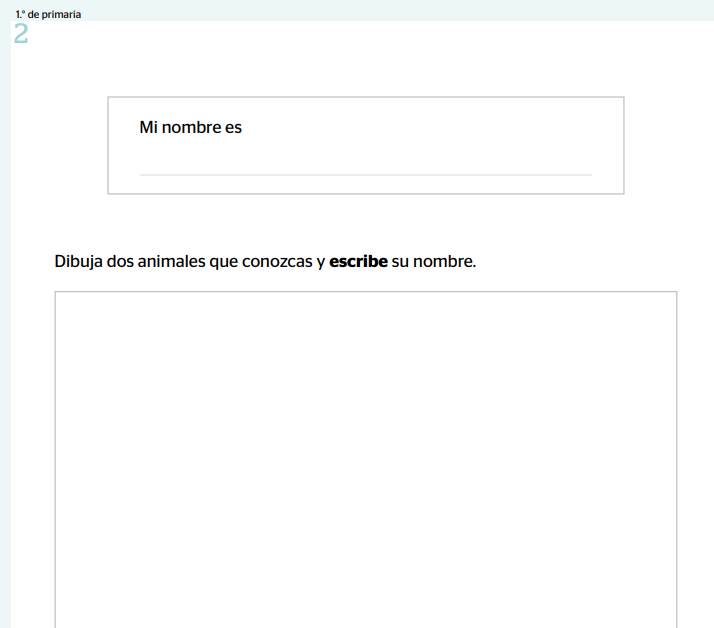 1.° de primaria
2
Mi nombre es
Dibuja dos animales que conozcas y escribe su nombre.